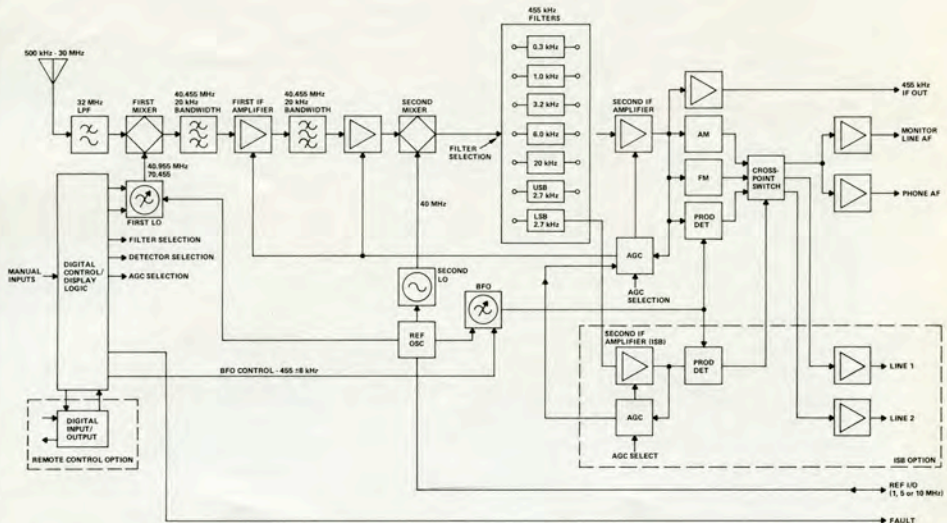 500 kHz - 30 MHz
32 MHz
LPF
FIRST
MIXER
40.455 MHz
20 kHz
BANDWIDTH
FIRST IF
AMPLIFIER
40.455 MHz
20 kHz
BANDWIDTH
SECOND
MIXER
FILTER
SELECTION
455 kHz
FILTERS
0.3 kHz
1.0 kHz
3.2 kHz
6.0 kHz
20 kHz
USB
2.7 kHz
LSB
2.7 kHz
SECOND IF
AMPLIFIER
AM
FM
PROD
DET
CROSS-
POINT
SWITCH
455 kHz
IF OUT
MONITOR
LINE AF
PHONE AF
40.955 MHz
70.455
FIRST LO
40 MHz
MANUAL
INPUTS
DIGITAL
CONTROL/
DISPLAY
LOGIC
FILTER SELECTION
DETECTOR SELECTION
AGC SELECTION
SECOND
LO
REF
OSC
BFO
AGC
AGC
SELECTION
BFO CONTROL - 455 ±8 kHz
SECOND IF
AMPLIFIER (ISB)
PROD
DET
AGC
AGC SELECT
LINE 1
LINE 2
ISB OPTION
DIGITAL
INPUT/
OUTPUT
REMOTE CONTROL OPTION
REF I/O
(1, 5 or 10 MHz)
FAULT